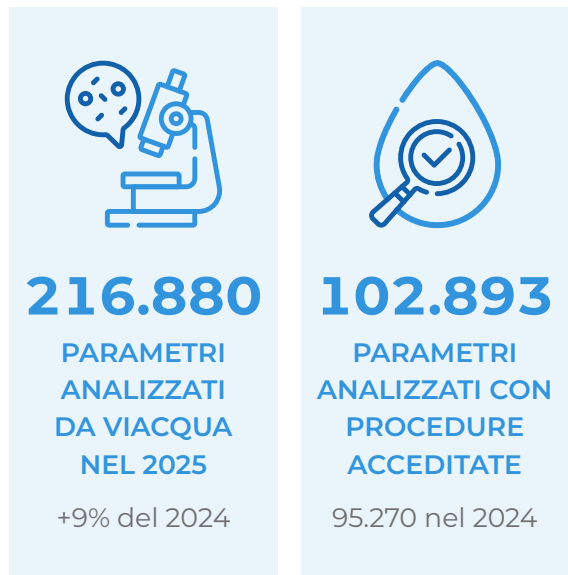 216.880
PARAMETRI
ANALIZZATI
DA VIACQUA
NEL 2025
+9% del 2024
102.893
PARAMETRI
ANALIZZATI CON
PROCEDURE
ACCEDITATE
95.270 nel 2024